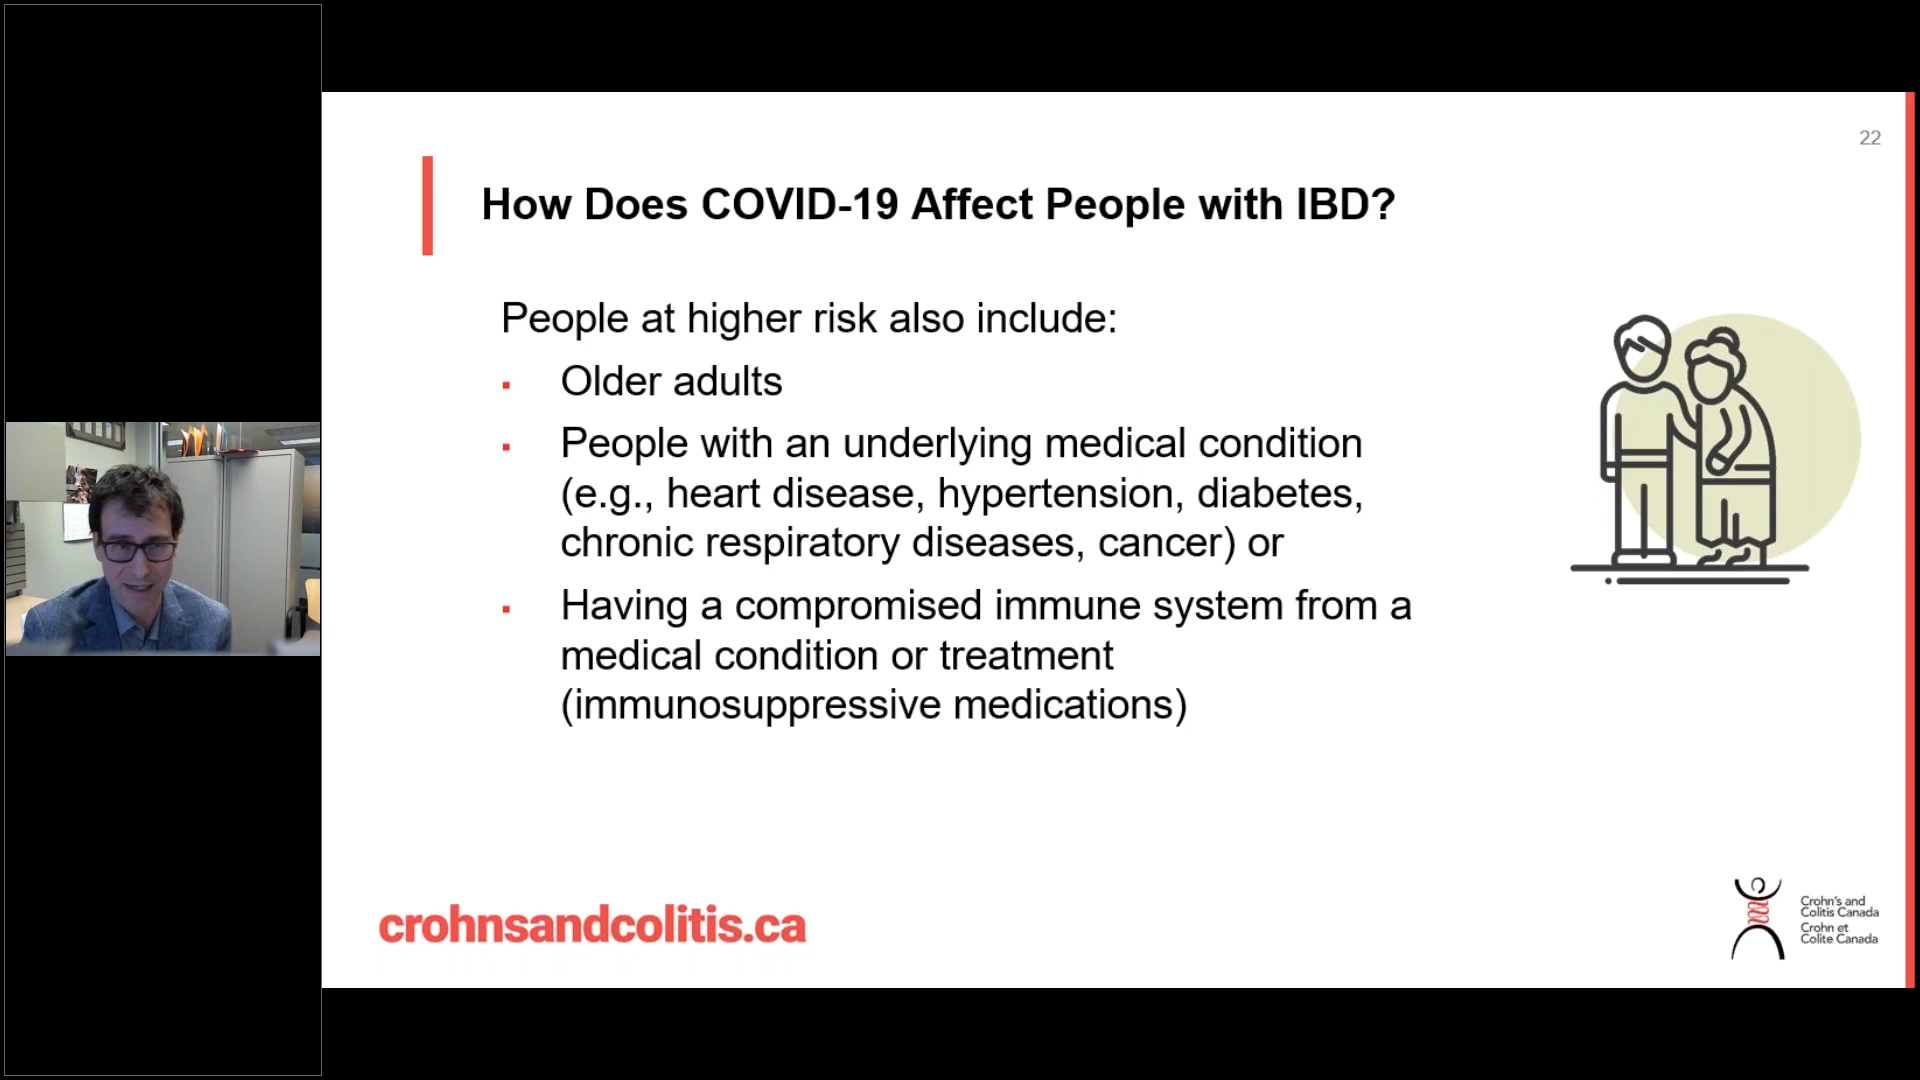 22
How Does COVID-19 Affect People with IBD?
People at higher risk also include:
▪ Older adults
▪ People with an underlying medical condition
(e.g., heart disease, hypertension, diabetes,
chronic respiratory diseases, cancer) or
▪ Having a compromised immune system from a
medical condition or treatment
(immunosuppressive medications)
crohnsandcolitis.ca
Crohn's and
Colitis Canada
Crohn et
Colite Canada